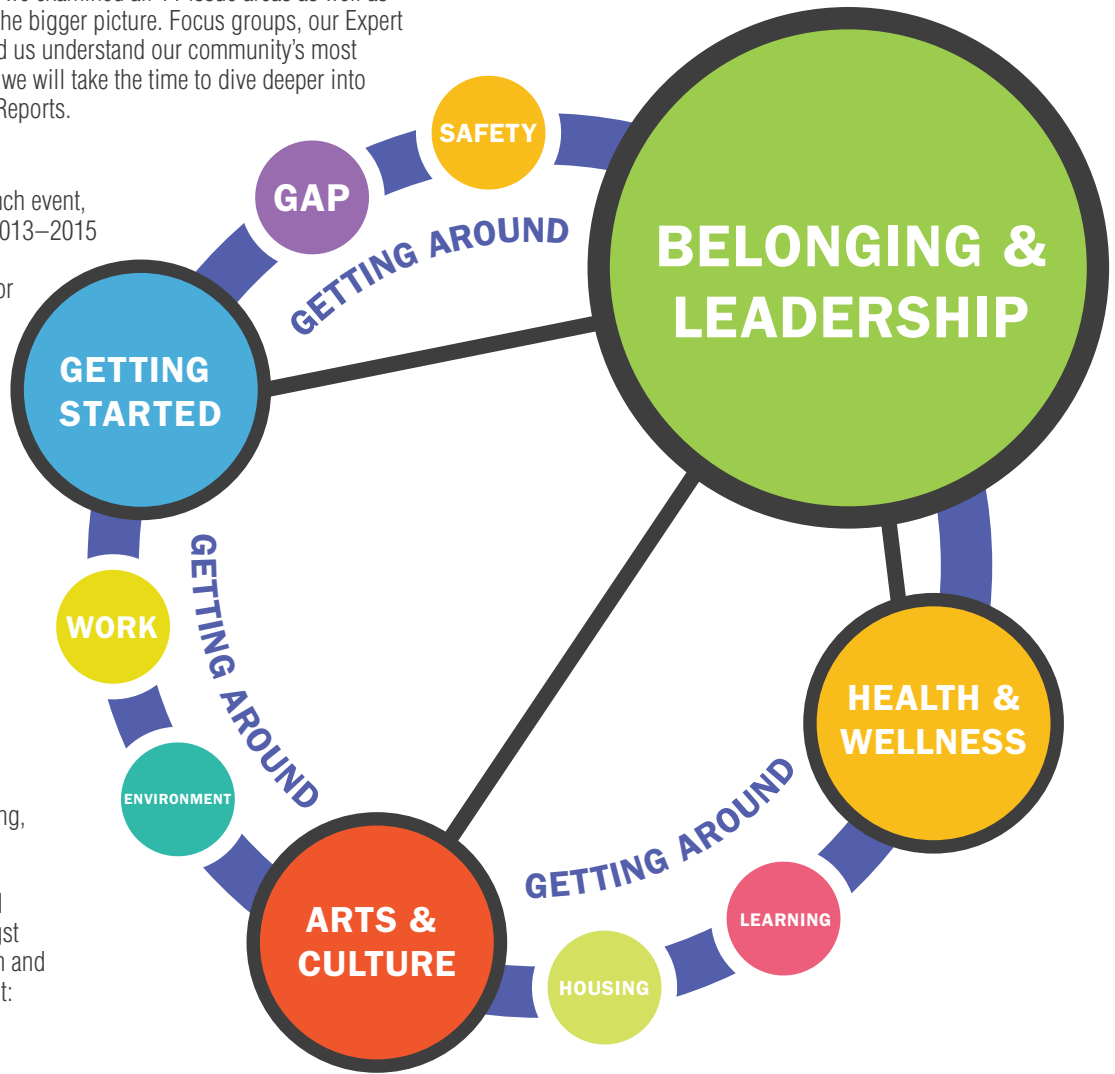 the bigger picture. Focus groups, our Expert
d us understand our community's most
we will take the time to dive deeper into
Reports.
nch event,
2013–2015
or
ng,
d
gst
n and
t:
SAFETY
GAP
GETTING AROUND
BELONGING &
LEADERSHIP
GETTING
STARTED
WORK
GETTING AROUND
ENVIRONMENT
HEALTH &
WELLNESS
GETTING AROUND
LEARNING
ARTS &
CULTURE
HOUSING